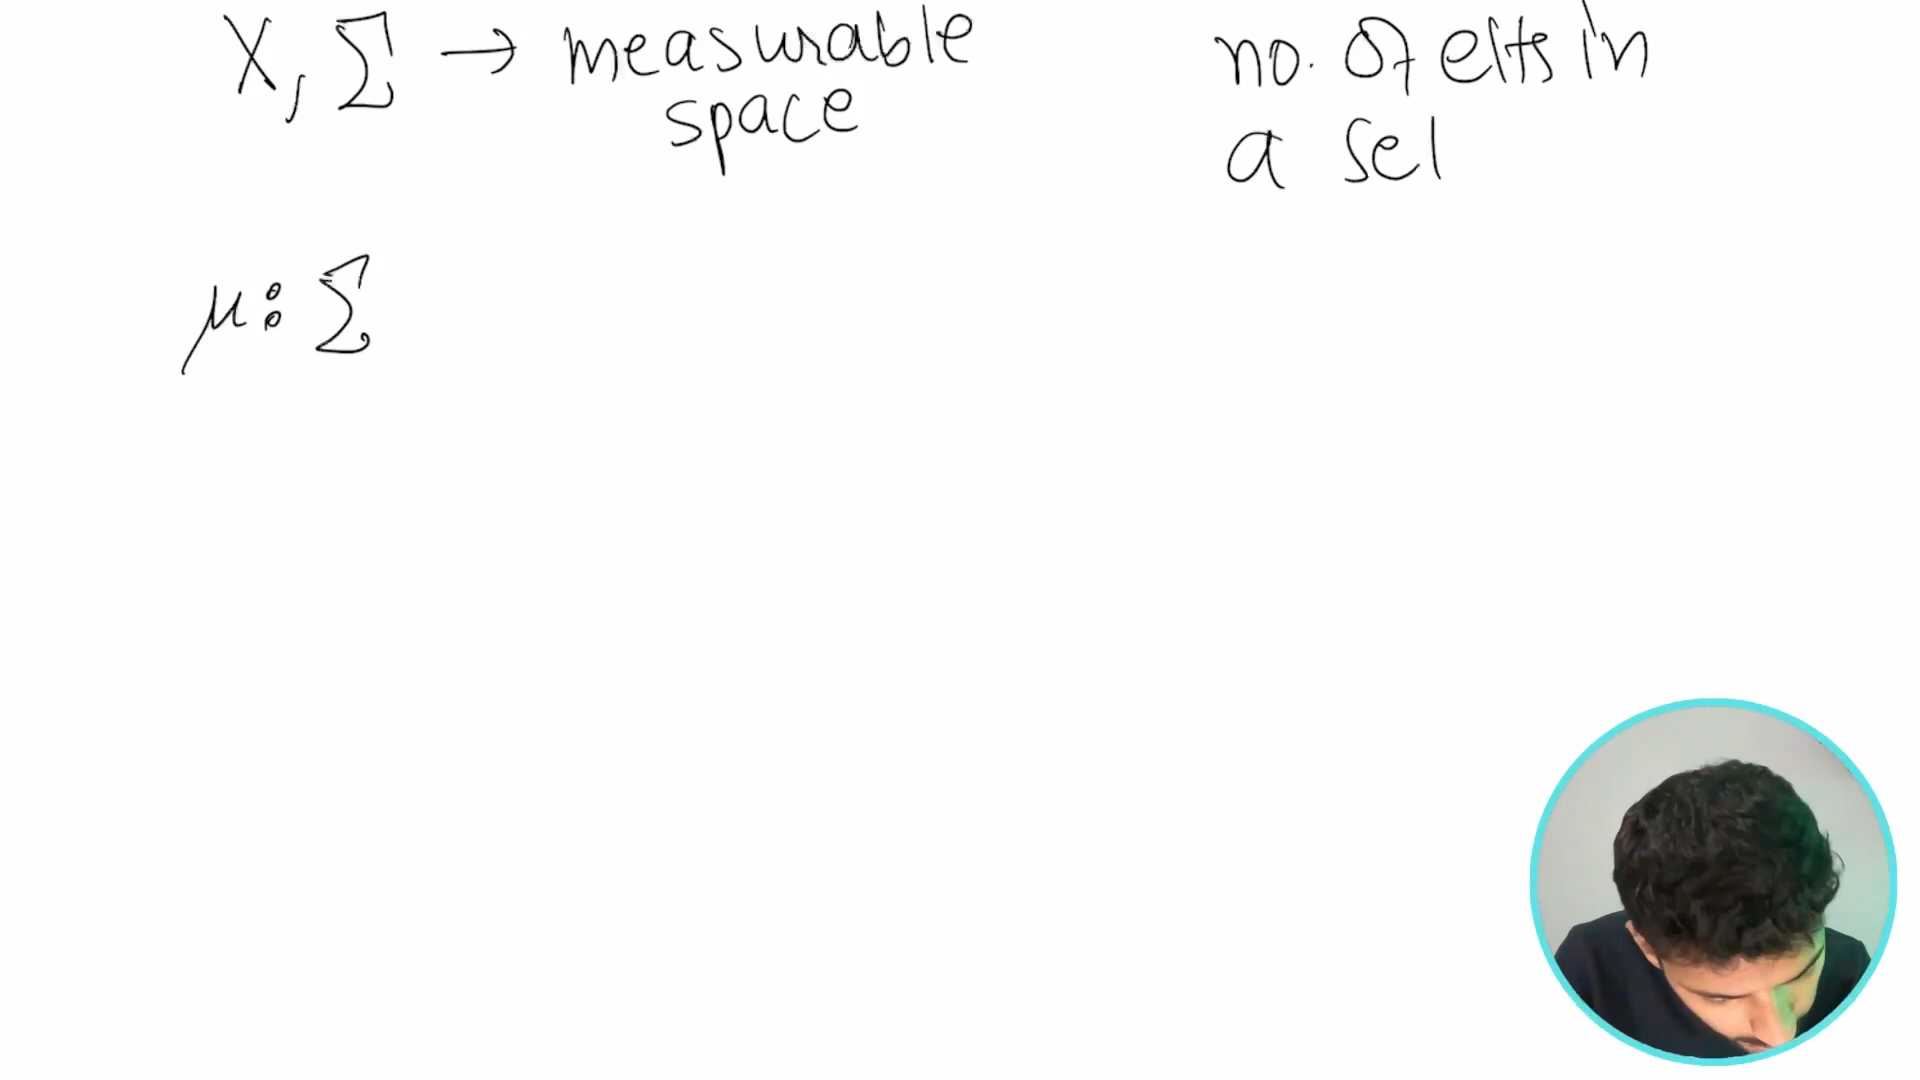 X, Σ → measurable
space
no. of elts in
a set
μ: Σ